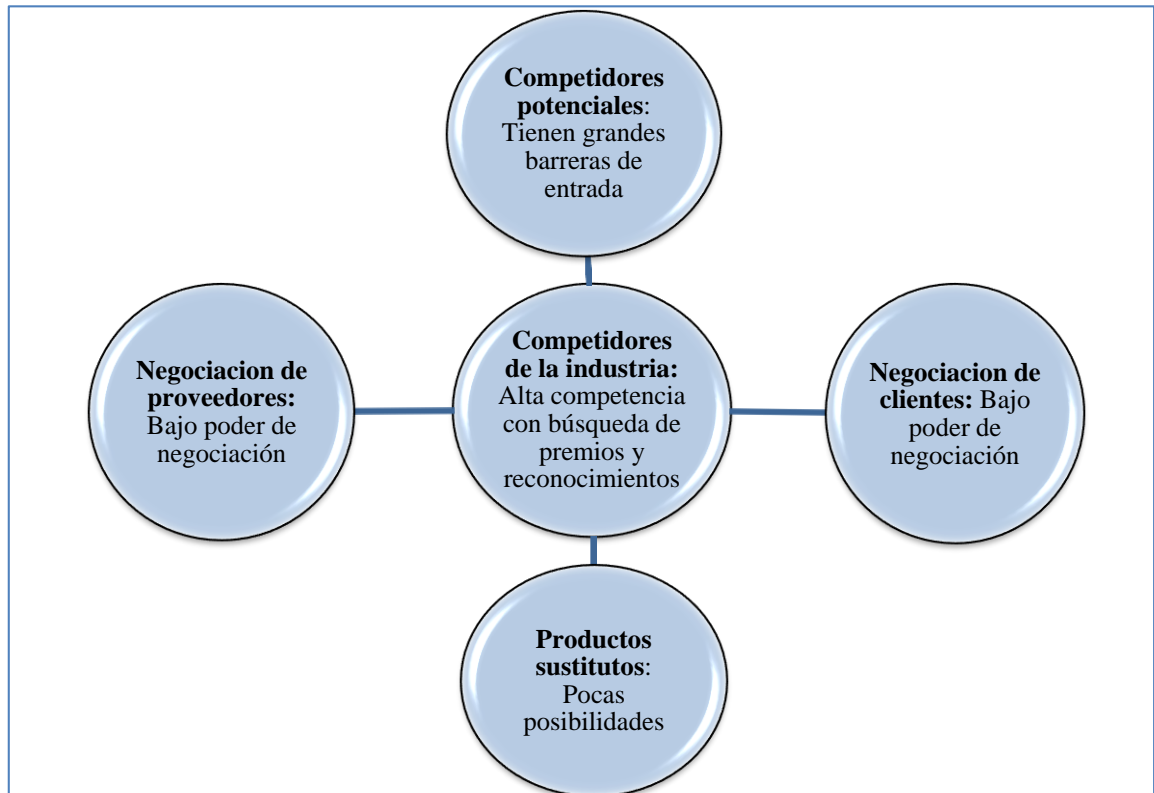 Competidores
potenciales:
Tienen grandes
barreras de
entrada
Negociacion de
proveedores:
Bajo poder de
negociación
Competidores
de la industria:
Alta competencia
con búsqueda de
premios y
reconocimientos
Negociacion de
clientes: Bajo
poder de
negociación
Productos
sustitutos:
Pocas
posibilidades